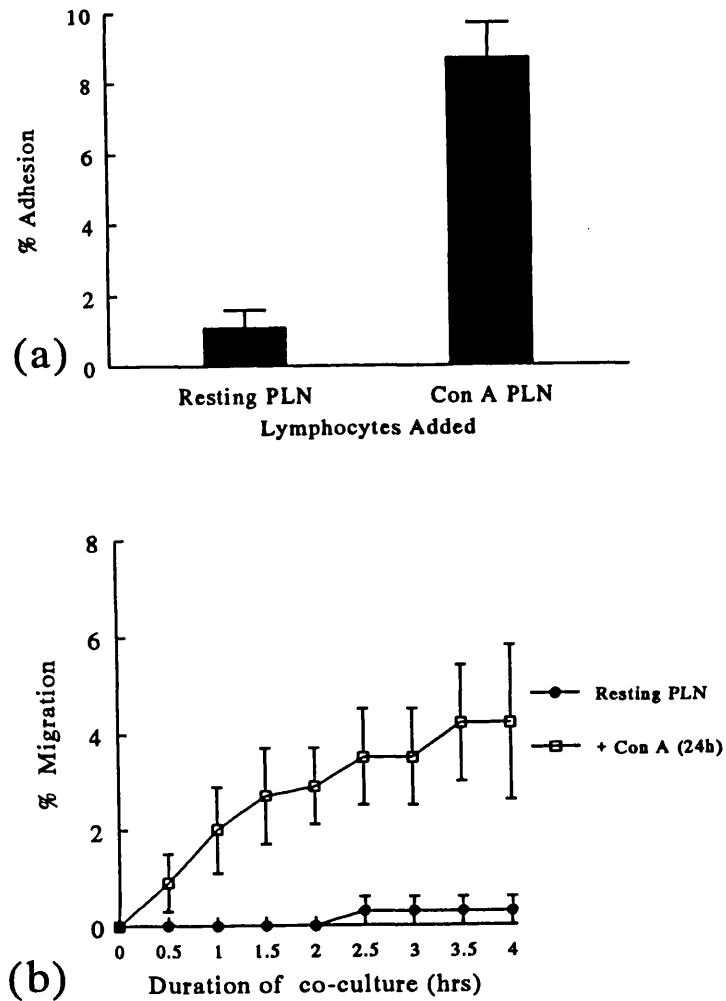 10
8
6
4
2
0
% Adhesion
(a)
Resting PLN
Con A PLN
Lymphocytes Added
8
6
4
2
0
% Migration
Resting PLN
+ Con A (24h)
0 0.5 1 1.5 2 2.5 3 3.5 4
(b)
Duration of co-culture (hrs)